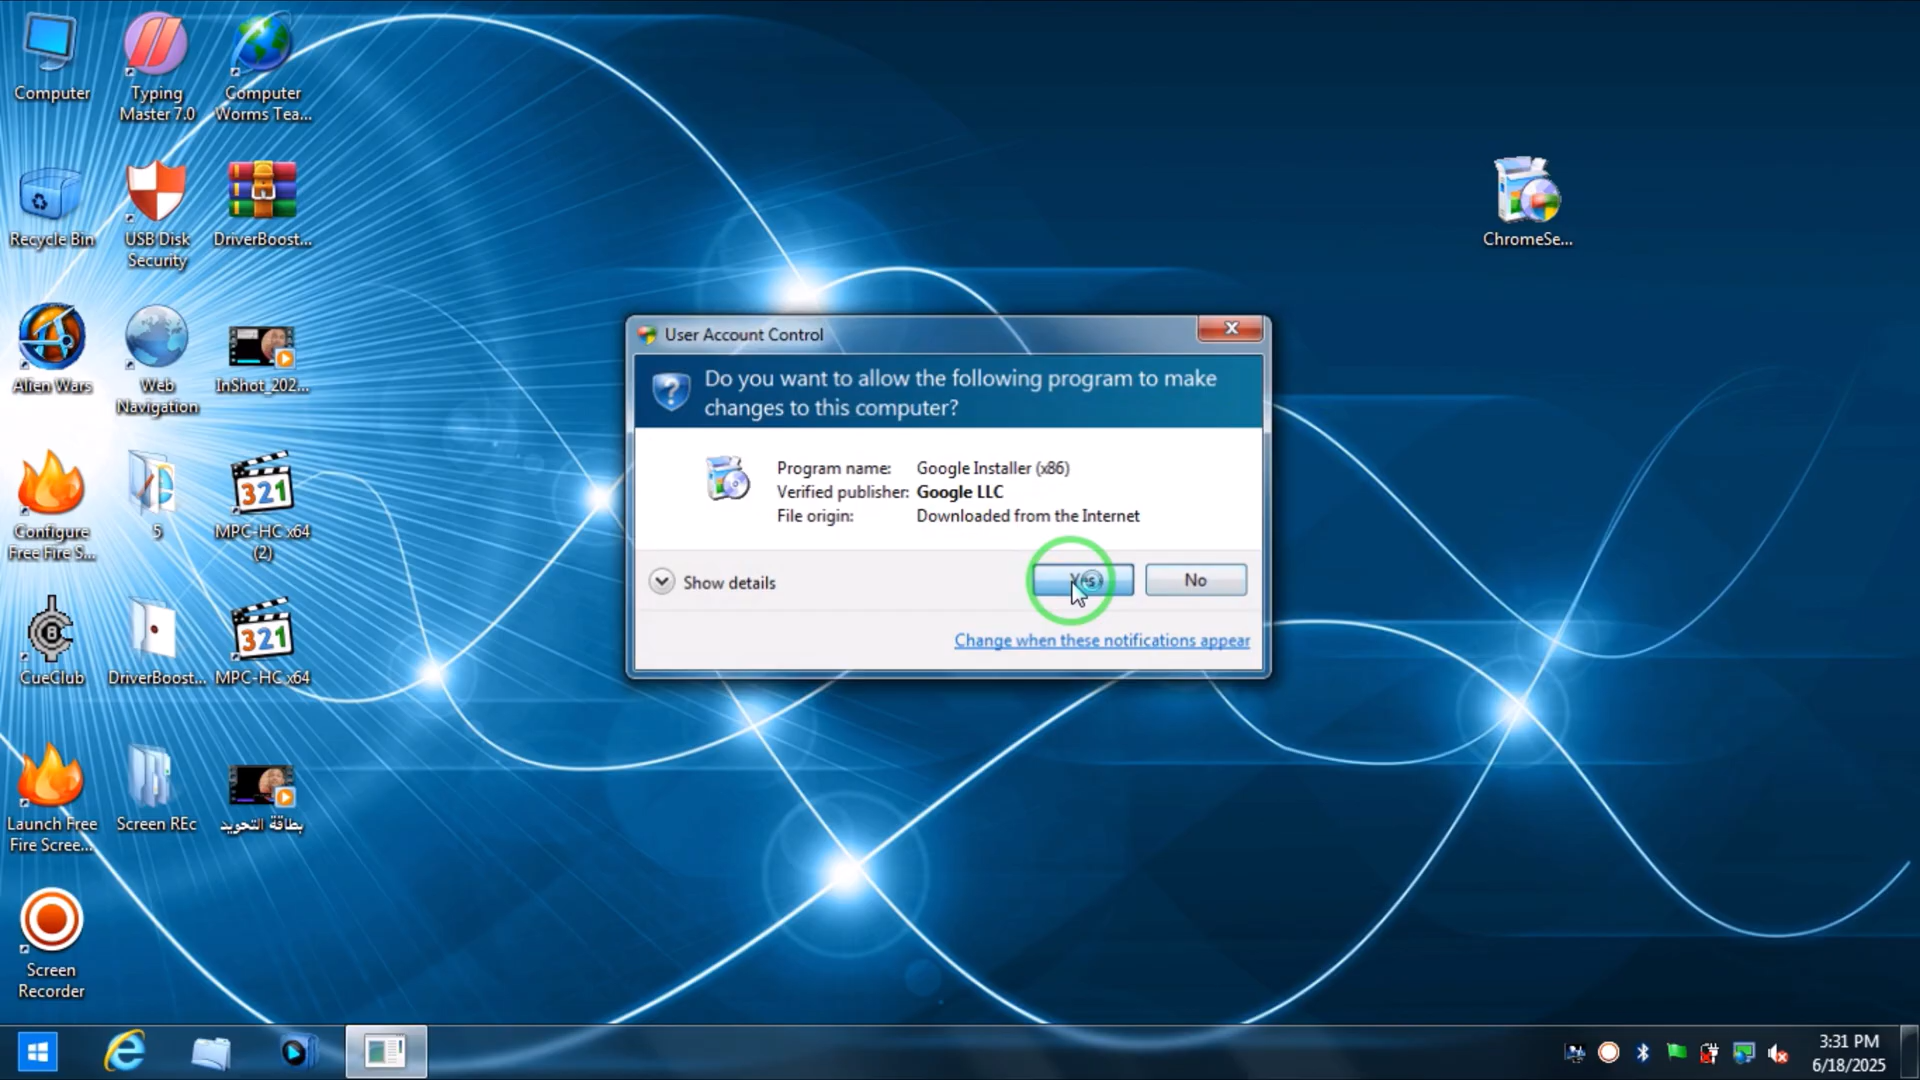 Computer
Typing
Master 7.0
Computer
Worms Tea...
Recycle Bin
USB Disk
Security
DriverBoost...
ChromeSe...
Alien Wars
Web
Navigation
InShot_202...
Configure
Free Fire S...
5
MPC-HC x64
(2)
CueClub
DriverBoost...
MPC-HC x64
Launch Free
Fire Scree...
Screen REc
بطاقة التجويد
Screen
Recorder
User Account Control
Do you want to allow the following program to make
changes to this computer?
Program name: Google Installer (x86)
Verified publisher: Google LLC
File origin: Downloaded from the Internet
Show details
Yes
No
Change when these notifications appear
3:31 PM
6/18/2025